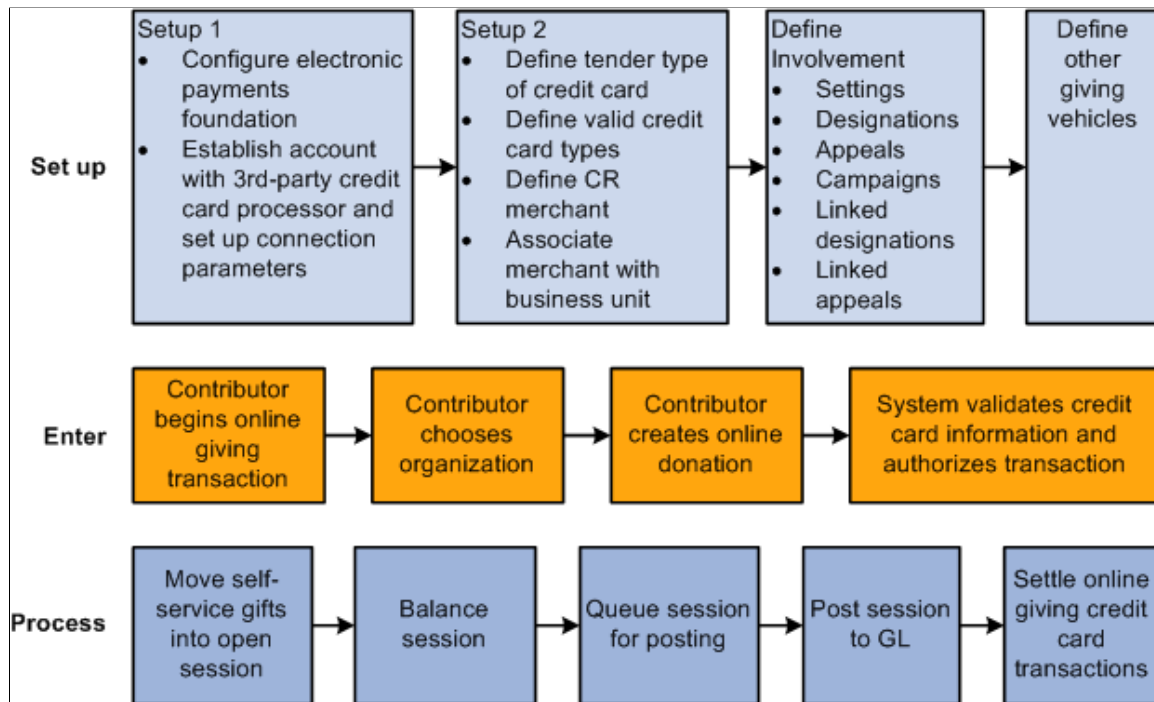 Set up
Setup 1
• Configure electronic
payments
foundation
• Establish account
with 3rd-party credit
card processor and
set up connection
parameters
Setup 2
• Define tender type
of credit card
• Define valid credit
card types
• Define CR
merchant
• Associate
merchant with
business unit
Define
Involvement
• Settings
• Designations
• Appeals
• Campaigns
• Linked
designations
• Linked
appeals
Define
other
giving
vehicles
Enter
Contributor
begins online
giving
transaction
Contributor
chooses
organization
Contributor
creates online
donation
System validates credit
card information and
authorizes transaction
Process
Move self-
service gifts
into open
session
Balance
session
Queue session
for posting
Post session
to GL
Settle online
giving credit
card
transactions